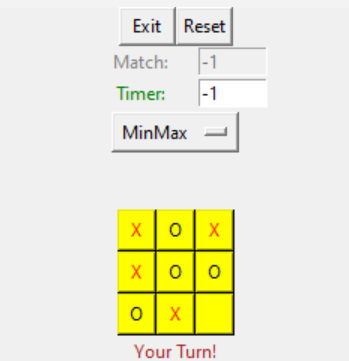 Exit Reset
Match: -1
Timer: -1
MinMax
X O X
X O O
O X
Your Turn!